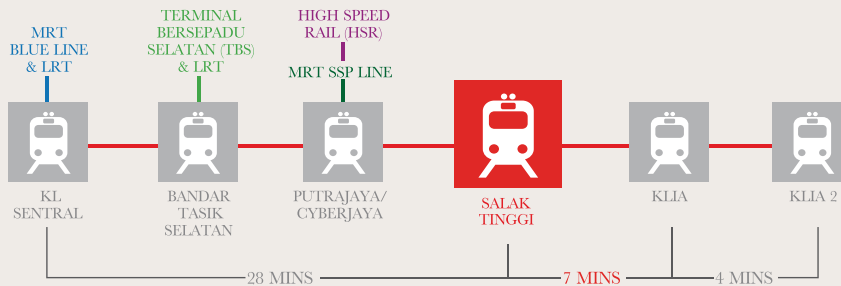 MRT
BLUE LINE
& LRT
TERMINAL
BERSEPADU
SELATAN (TBS)
& LRT
HIGH SPEED
RAIL (HSR)
MRT SSP LINE
KL
SENTRAL
BANDAR
TASIK
SELATAN
PUTRAJAYA/
CYBERJAYA
SALAK
TINGGI
KLIA
KLIA 2
28 MINS
7 MINS
4 MINS